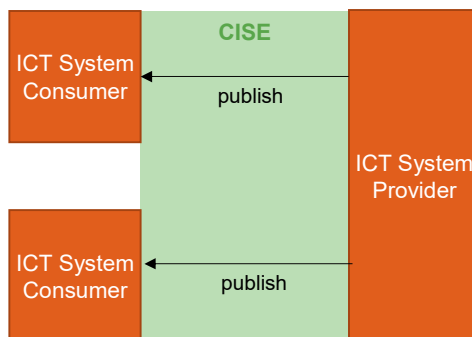 CISE
ICT System
Consumer
publish
ICT System
Provider
ICT System
Consumer
publish